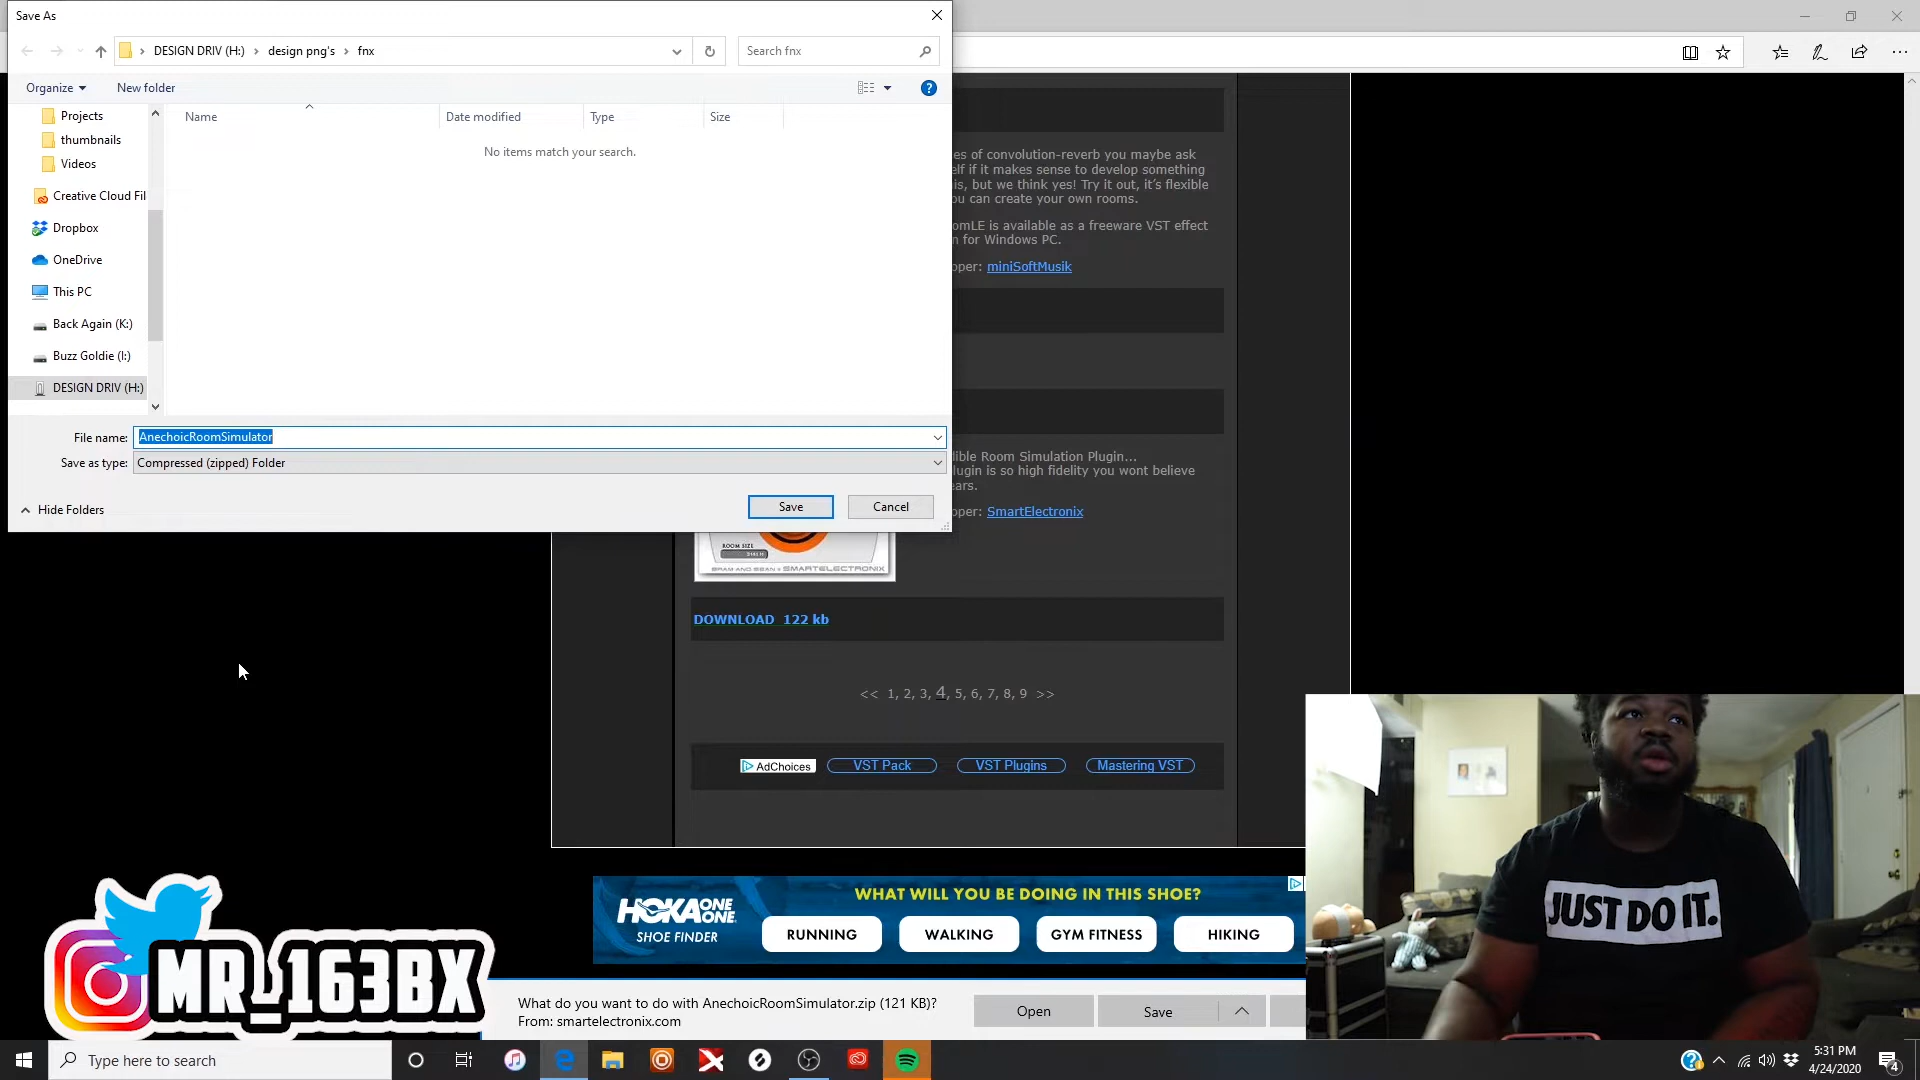 Save As
DESIGN DRIV (H:) > design png's > fnx
Search fnx
Organize
New folder
Projects
thumbnails
Videos
Creative Cloud Fil
Dropbox
OneDrive
This PC
Back Again (K:)
Buzz Goldie (I:)
DESIGN DRIV (H:)
Name
Date modified
Type
Size
No items match your search.
File name: AnechoicRoomSimulator
Save as type: Compressed (zipped) Folder
Hide Folders
Save
Cancel
es of convolution-reverb you maybe ask
elf if it makes sense to develop something
is, but we think yes! Try it out, it's flexible
ou can create your own rooms.
omLE is available as a freeware VST effect
n for Windows PC.
oper: miniSoftMusik
dible Room Simulation Plugin...
lugin is so high fidelity you wont believe
ears.
oper: SmartElectronix
ROOM SIZE
SPAM AND SEAN @ SMARTELECTRONIX
DOWNLOAD 122 kb
<< 1, 2, 3, 4, 5, 6, 7, 8, 9 >>
AdChoices
VST Pack
VST Plugins
Mastering VST
HOKA ONE ONE
SHOE FINDER
WHAT WILL YOU BE DOING IN THIS SHOE?
RUNNING
WALKING
GYM FITNESS
HIKING
JUST DO IT.
MR_163BX
What do you want to do with AnechoicRoomSimulator.zip (121 KB)?
From: smartelectronix.com
Open
Save
Type here to search
5:31 PM
4/24/2020
4